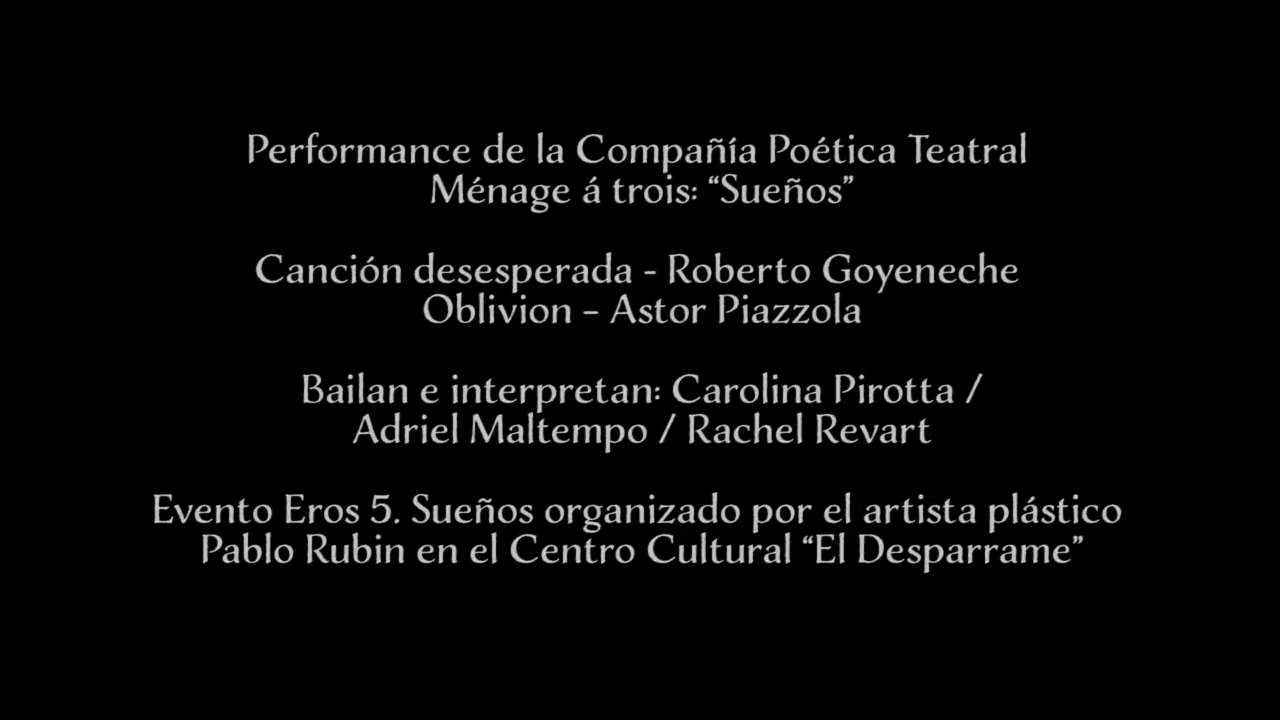 Performance de la Compañía Poética Teatral
Ménage á trois: “Sueños”
Canción desesperada - Roberto Goyeneche
Oblivion – Astor Piazzola
Bailan e interpretan: Carolina Pirotta /
Adriel Maltempo / Rachel Revart
Evento Eros 5. Sueños organizado por el artista plástico
Pablo Rubin en el Centro Cultural “El Desparrame”